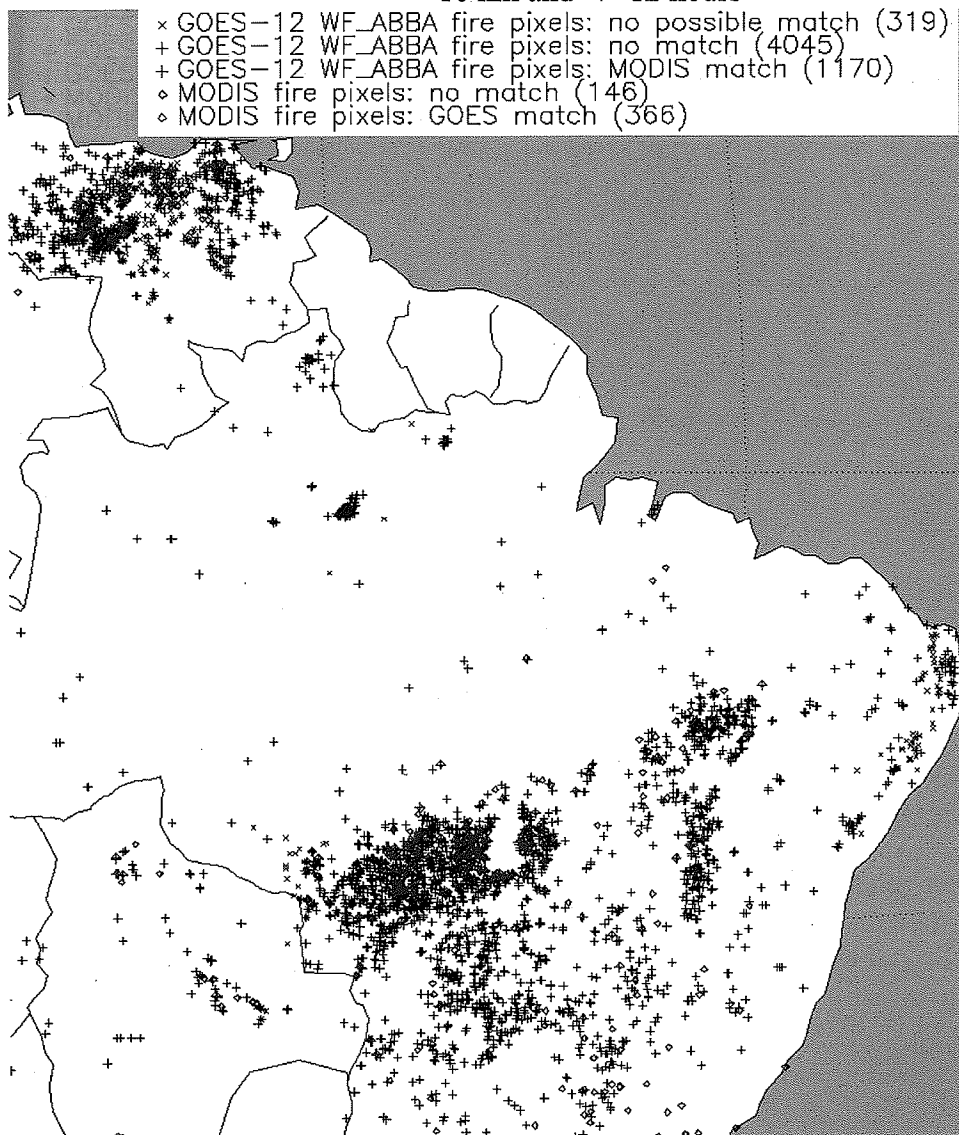 × GOES-12 WF_ABBA fire pixels: no possible match (319)
+ GOES-12 WF_ABBA fire pixels: no match (4045)
+ GOES-12 WF_ABBA fire pixels: MODIS match (1170)
◇ MODIS fire pixels: no match (146)
◇ MODIS fire pixels: GOES match (366)